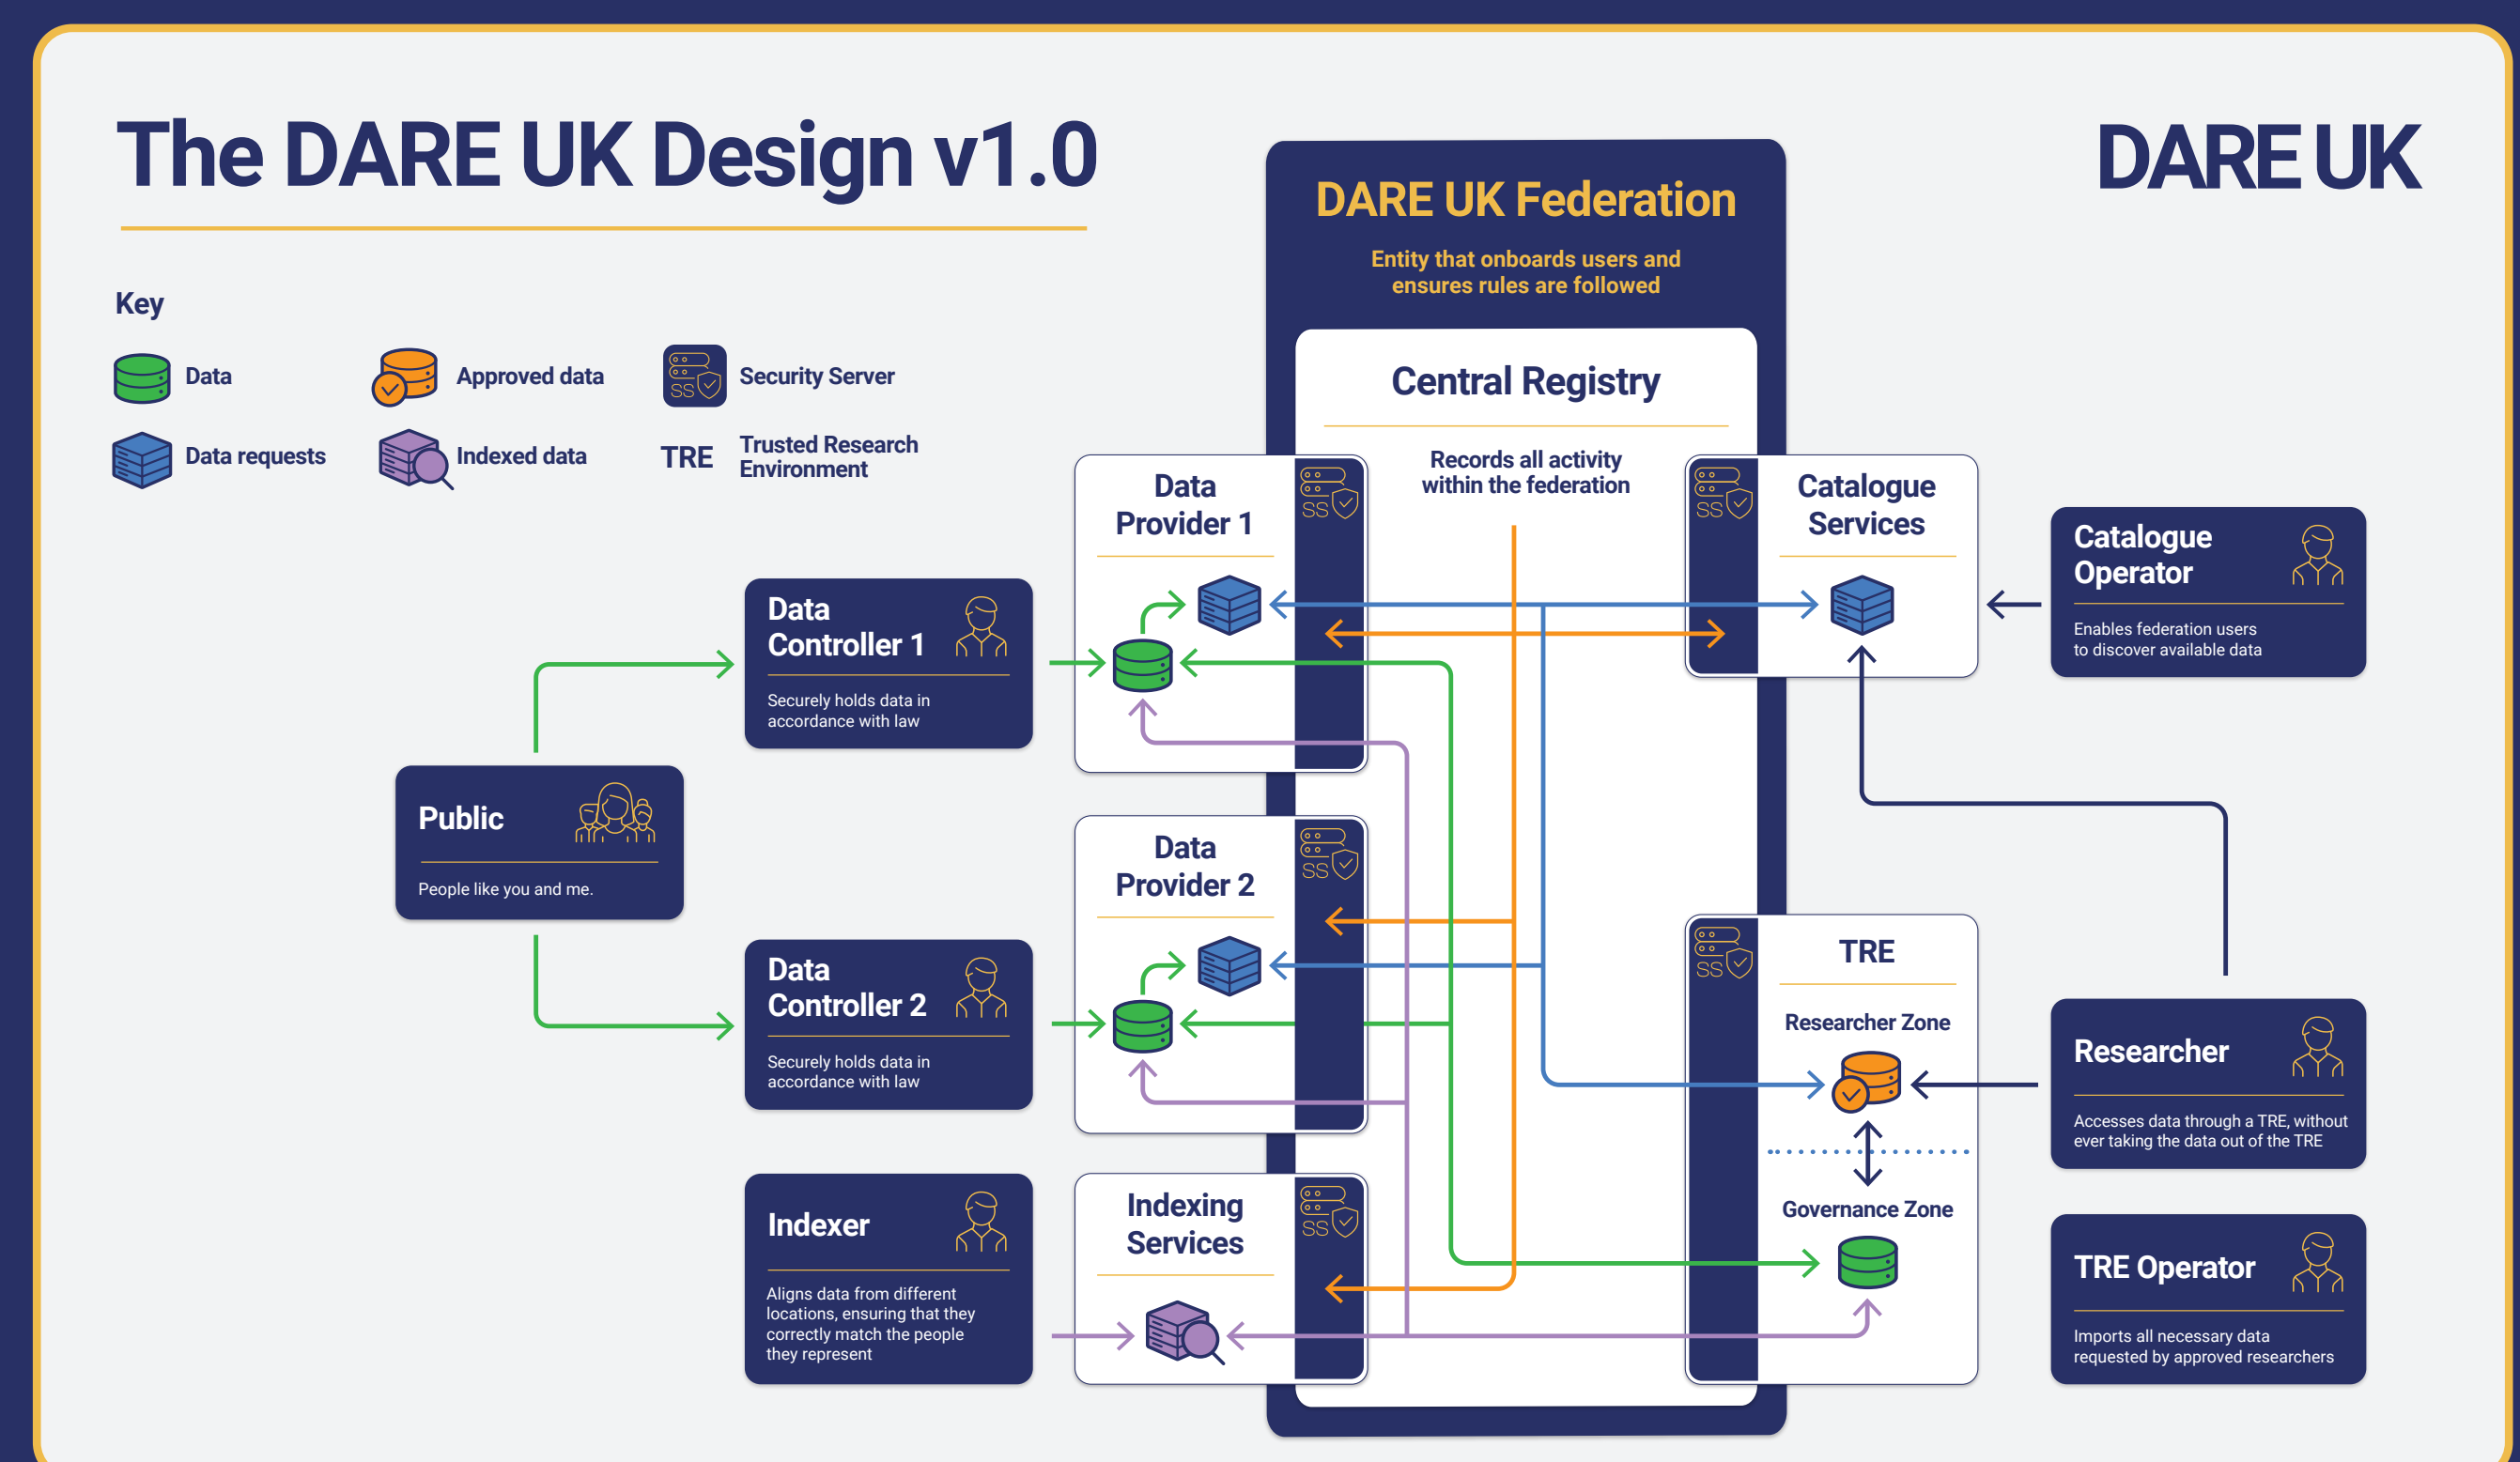 The DARE UK Design v1.0
DARE UK
Key
Data
Approved data
SS
Security Server
Data requests
Indexed data
TRE
Trusted Research
Environment
DARE UK Federation
Entity that onboards users and
ensures rules are followed
Central Registry
Records all activity
within the federation
Data
Provider 1
SS
SS
Catalogue
Services
Catalogue
Operator
Enables federation users
to discover available data
Data
Controller 1
Securely holds data in
accordance with law
Public
People like you and me.
Data
Provider 2
SS
Data
Controller 2
Securely holds data in
accordance with law
SS
TRE
Researcher Zone
Governance Zone
Researcher
Accesses data through a TRE, without
ever taking the data out of the TRE
Indexer
Aligns data from different
locations, ensuring that they
correctly match the people
they represent
Indexing
Services
SS
TRE Operator
Imports all necessary data
requested by approved researchers